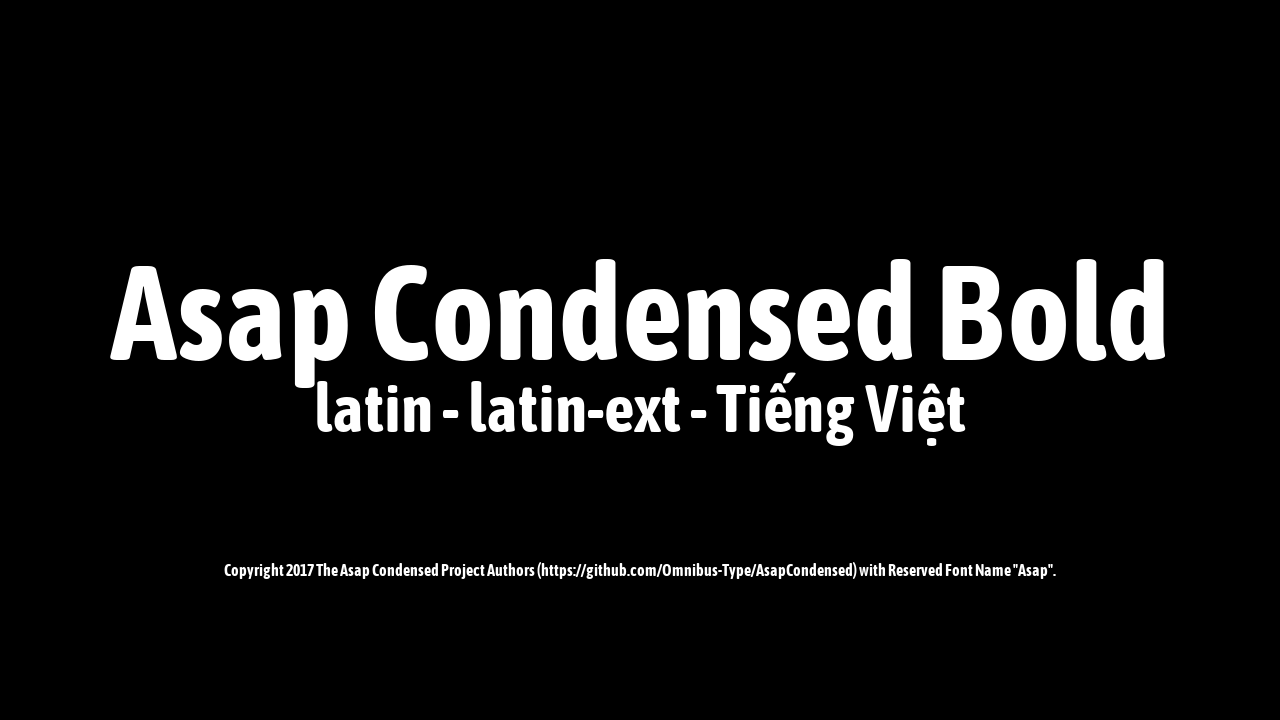 Asap Condensed Bold
latin - latin-ext - Tiếng Việt
Copyright 2017 The Asap Condensed Project Authors (https://github.com/Omnibus-Type/AsapCondensed) with Reserved Font Name "Asap".